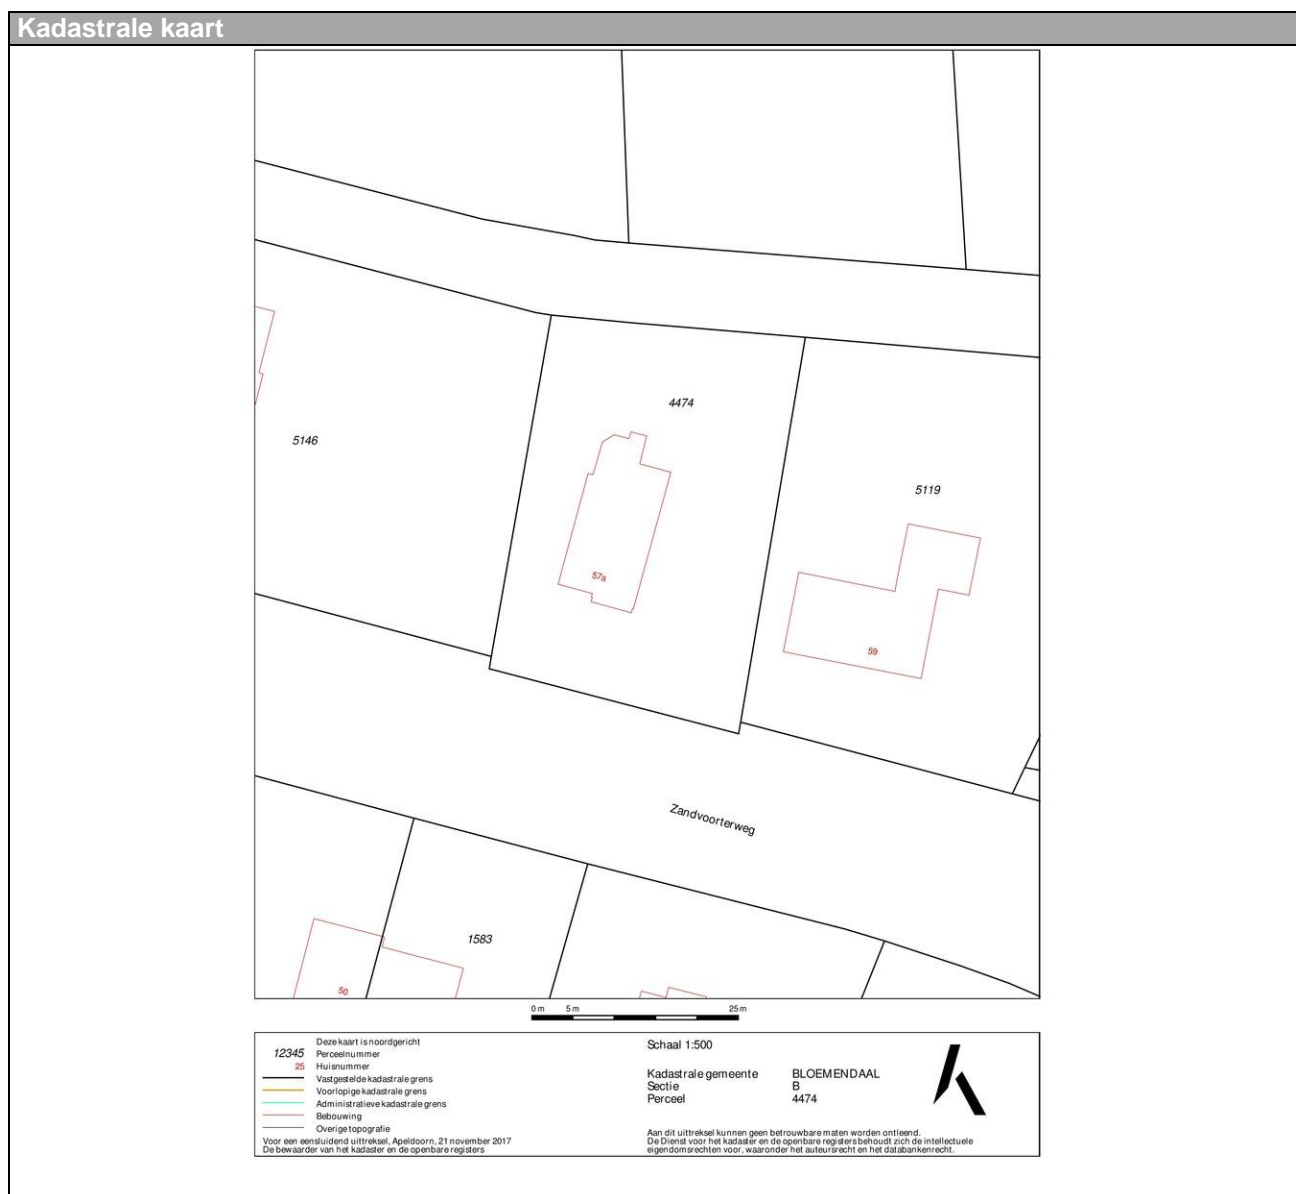 Kadastrale kaart
4474
5146
5119
57a
59
Zandvoorterweg
1583
50
0 m 5 m 25 m
Deze kaart is noordgericht
12345 Perceelnummer
25 Huisnummer
Vastgestelde kadastrale grens
Voorlopige kadastrale grens
Administratieve kadastrale grens
Bebouwing
Overige topografie
Voor een eensluidend uittreksel, Apeldoorn, 21 november 2017
De bewaarder van het kadaster en de openbare registers
Schaal 1:500
Kadastrale gemeente BLOEMENDAAL
Sectie B
Perceel 4474
Aan dit uittreksel kunnen geen betrouwbare maten worden ontleend.
De Dienst voor het kadaster en de openbare registers behoudt zich de intellectuele
eigendomsrechten voor, waaronder het auteursrecht en het databankenrecht.